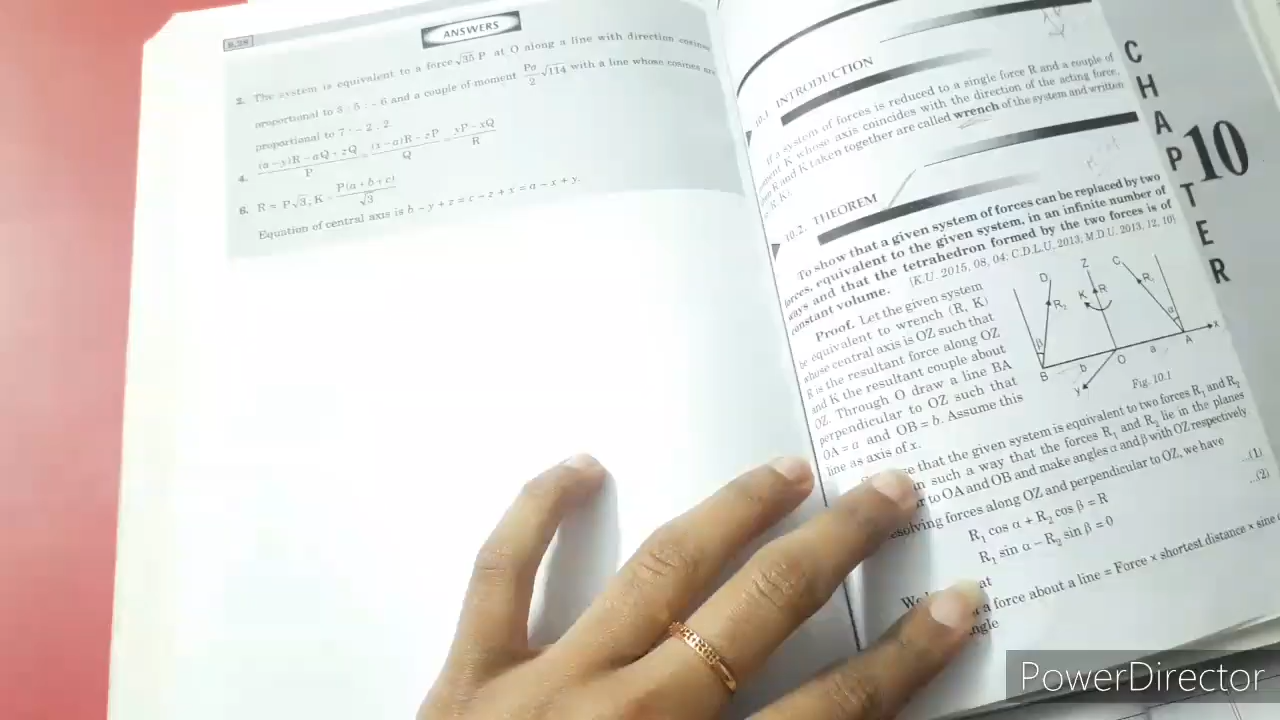 ANSWERS
2. The system is equivalent to a force √35 P at O along a line with direction cosines
proportional to 3 : 5 : - 6 and a couple of moment Pa/2 √114 with a line whose cosines are
proportional to 7 : - 2 . 2
4. (a – y)R – aQ + zQ / P = (x – a)R – zP / Q = yP – xQ / R
6. R = P√3, K = P(a + b + c) / √3
Equation of central axis is b – y + z = c – z + x = a – x + y.
CHAPTER
10
10.1 INTRODUCTION
If a system of forces is reduced to a single force R and a couple of
K whose axis coincides with the direction of the acting force,
R and K taken together are called wrench of the system and written
10.2. THEOREM
To show that a given system of forces can be replaced by two
forces, equivalent to the given system, in an infinite number of
ways and that the tetrahedron formed by the two forces is of
constant volume. [K.U. 2015, 08, 04; C.D.L.U. 2013, M.D.U. 2013, 12, 10]
Proof. Let the given system
be equivalent to wrench (R, K)
whose central axis is OZ such that
R is the resultant force along OZ
and K the resultant couple about
OZ. Through O draw a line BA
perpendicular to OZ such that
OA = a and OB = b. Assume this
line as axis of x.
D Z C
R₂ K R R₁
β α
B b O a A x
y
Fig. 10.1
that the given system is equivalent to two forces R₁ and R₂
in such a way that the forces R₁ and R₂ lie in the planes
to OA and OB and make angles α and β with OZ respectively
resolving forces along OZ and perpendicular to OZ, we have
R₁ cos α + R₂ cos β = R ...(1)
R₁ sin α – R₂ sin β = 0 ...(2)
a force about a line = Force × shortest distance × sine
PowerDirector